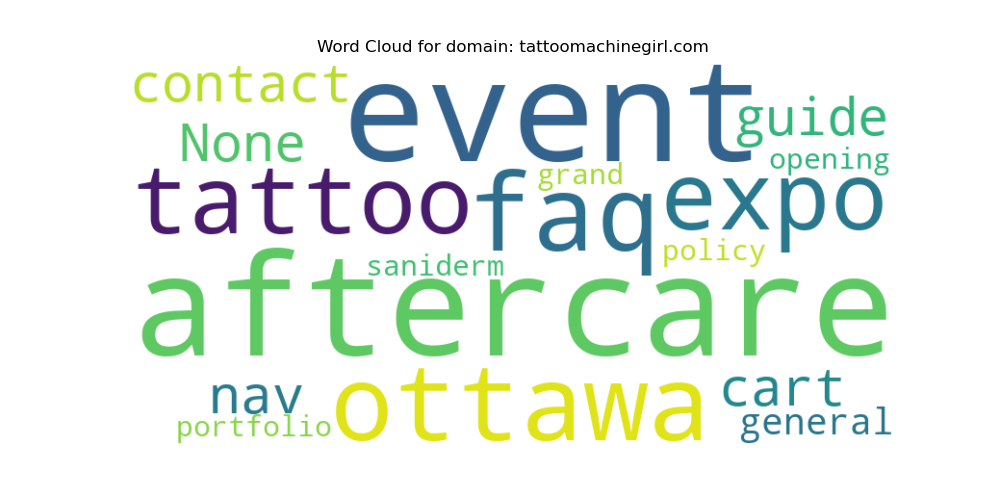 Word Cloud for domain: tattoomachinegirl.com
contact
event
guide
None
opening
tattoo
faq
grand
expo
policy
saniderm
aftercare
nav
ottawa
cart
portfolio
general